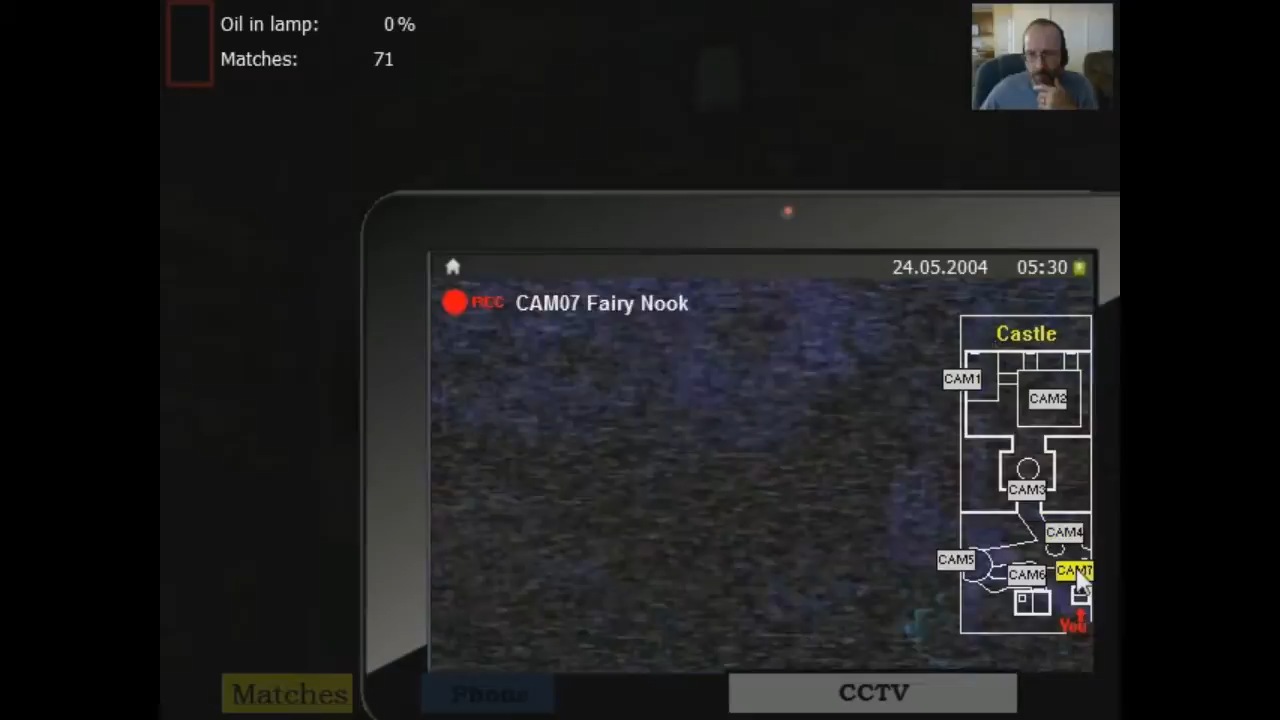 Oil in lamp: 0%
Matches: 71
24.05.2004 05:30
REC CAM07 Fairy Nook
Castle
CAM1
CAM2
CAM3
CAM4
CAM5
CAM6
CAM7
You
Matches
Phone
CCTV